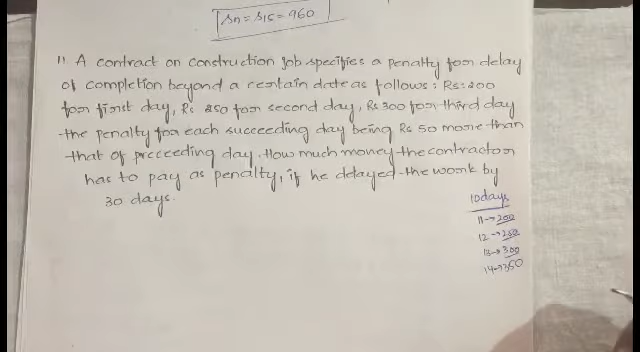 Sn = S15 = 960
11 A contract on construction job specifies a penalty for delay
of completion beyond a certain date as follows: Rs: 200
for first day, Rs 250 for second day, Rs 300 for third day
the penalty for each succeeding day being Rs 50 more than
that of preceeding day. How much money the contractor
has to pay as penalty, if he delayed the work by
30 days.
10days
11→200
12→250
13→300
14→350